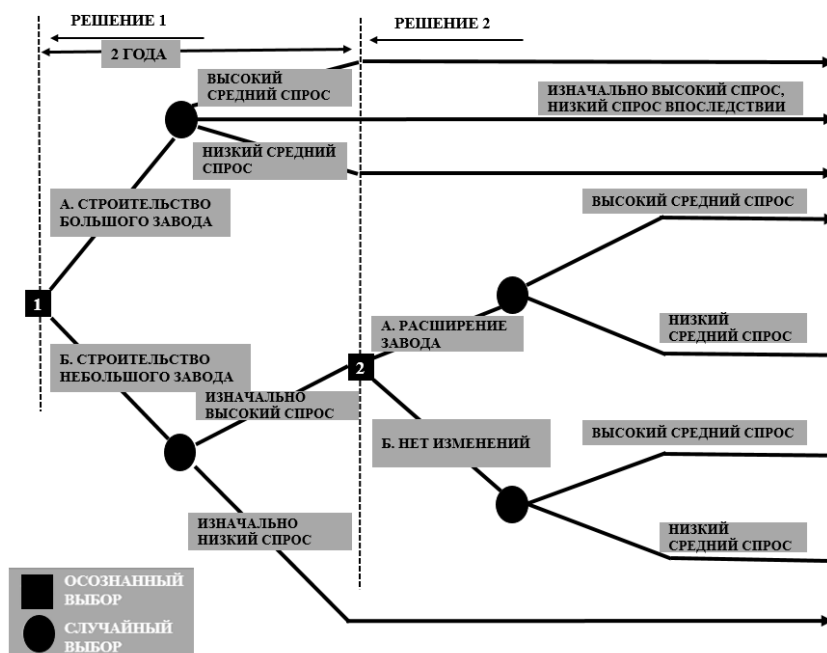 РЕШЕНИЕ 1
РЕШЕНИЕ 2
2 ГОДА
ВЫСОКИЙ
СРЕДНИЙ СПРОС
ИЗНАЧАЛЬНО ВЫСОКИЙ СПРОС,
НИЗКИЙ СПРОС ВПОСЛЕДСТВИИ
НИЗКИЙ СРЕДНИЙ
СПРОС
А. СТРОИТЕЛЬСТВО
БОЛЬШОГО ЗАВОДА
ВЫСОКИЙ СРЕДНИЙ СПРОС
1
А. РАСШИРЕНИЕ
ЗАВОДА
НИЗКИЙ
СРЕДНИЙ СПРОС
Б. СТРОИТЕЛЬСТВО
НЕБОЛЬШОГО ЗАВОДА
2
ИЗНАЧАЛЬНО
ВЫСОКИЙ СПРОС
Б. НЕТ ИЗМЕНЕНИЙ
ВЫСОКИЙ СРЕДНИЙ СПРОС
ИЗНАЧАЛЬНО
НИЗКИЙ СПРОС
НИЗКИЙ
СРЕДНИЙ СПРОС
ОСОЗНАННЫЙ
ВЫБОР
СЛУЧАЙНЫЙ
ВЫБОР